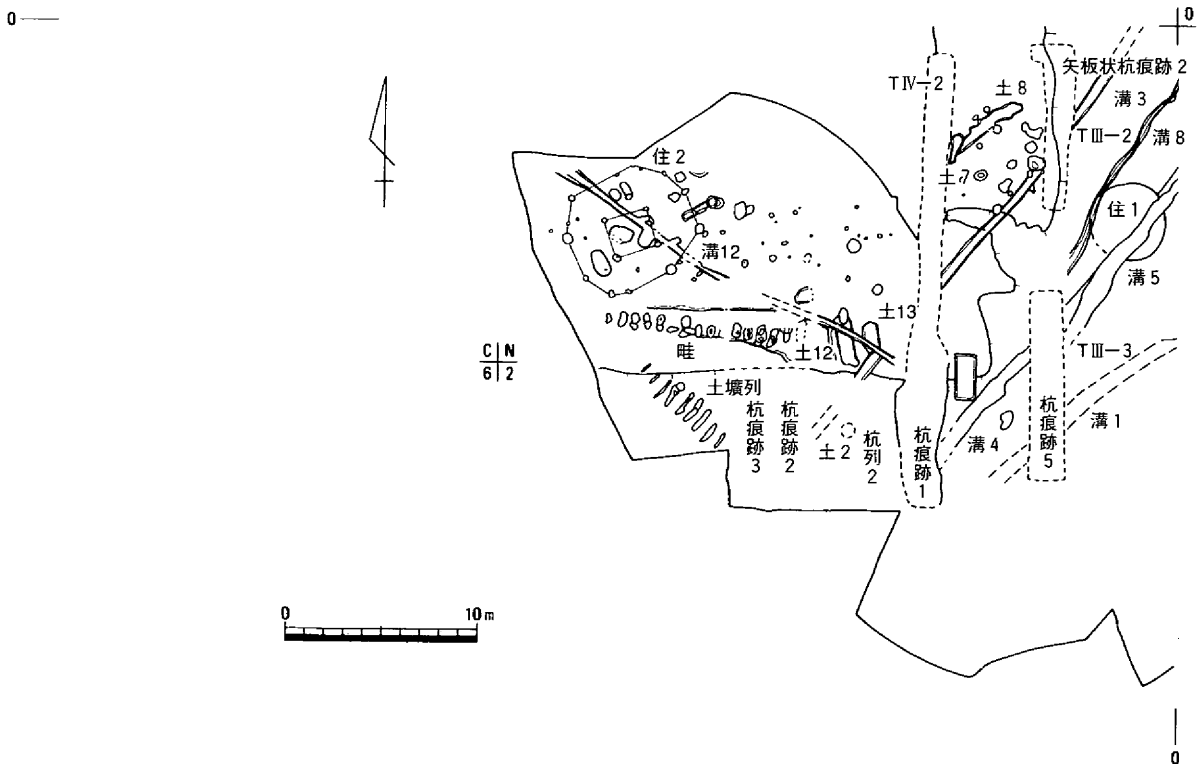 0
0
矢板状杭痕跡2
TⅣ―2
土8
溝3
TⅢ―2
溝8
住2
土7
住1
溝12
溝5
土13
C N
6 2
畦
土12
TⅢ―3
土壙列
杭痕跡3
杭痕跡2
土2
杭列2
杭痕跡1
溝4
杭痕跡5
溝1
0
10m
0